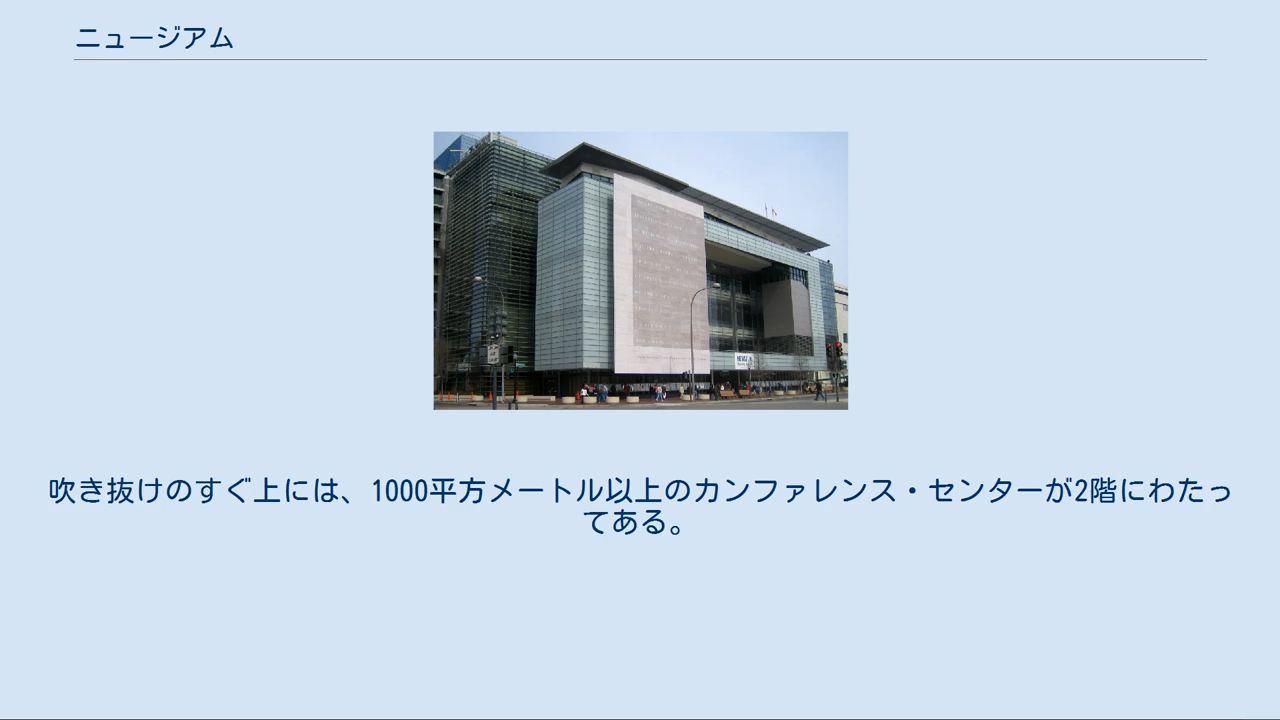 ニュージアム
吹き抜けのすぐ上には、1000平方メートル以上のカンファレンス・センターが2階にわたっ
てある。